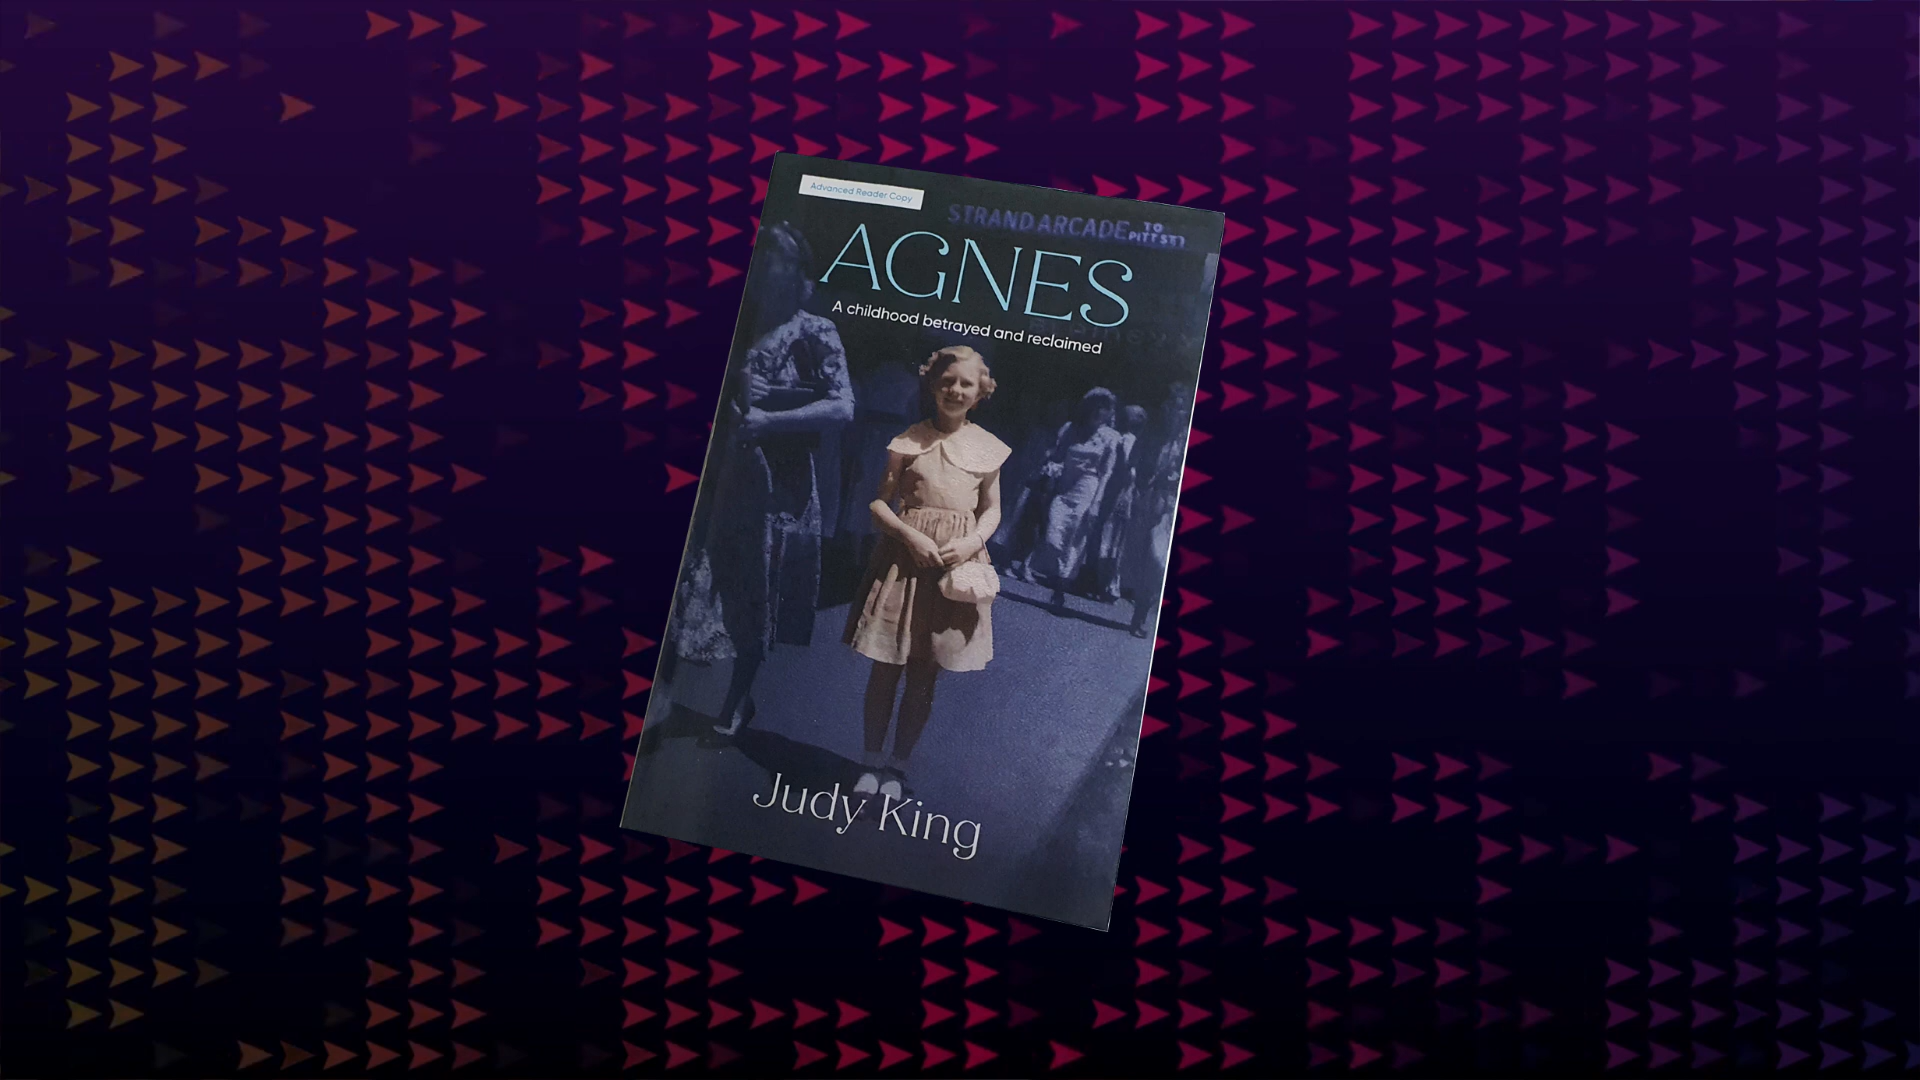 Advanced Reader Copy
STRAND ARCADE TO
PITT ST
AGNES
A childhood betrayed and reclaimed
Judy King